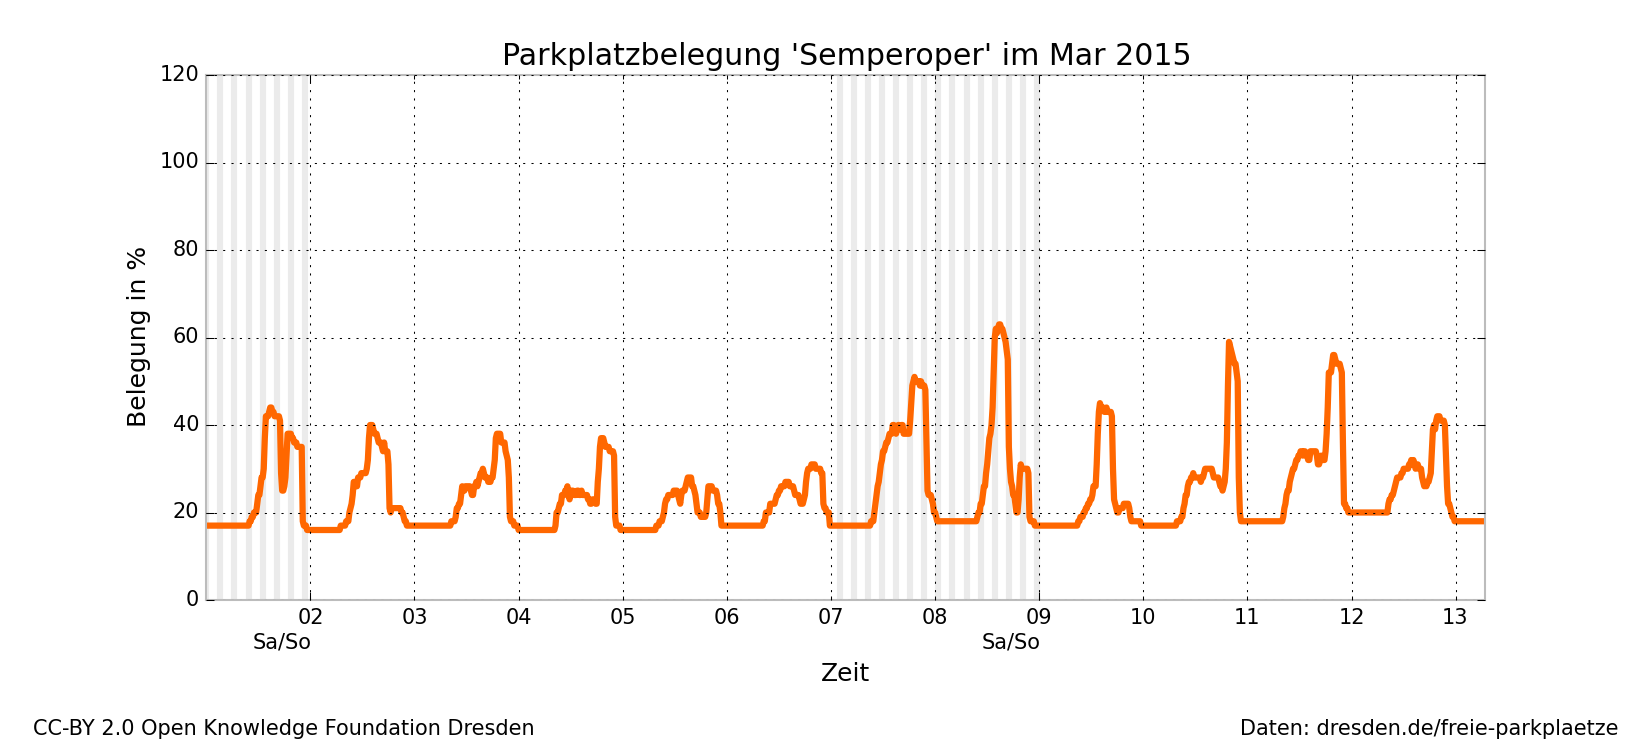 Parkplatzbelegung 'Semperoper' im Mar 2015
120
100
80
60
40
20
0
Belegung in %
02 03 04 05 06 07 08 09 10 11 12 13
Sa/So Sa/So
Zeit
CC-BY 2.0 Open Knowledge Foundation Dresden
Daten: dresden.de/freie-parkplaetze